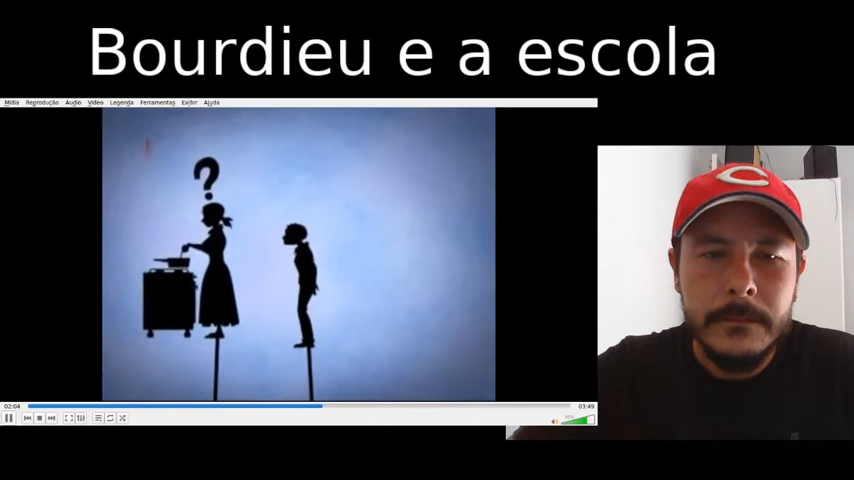 Bourdieu e a escola
Mídia Reprodução Áudio Vídeo Legenda Ferramentas Exibir Ajuda
?
C
02:04 03:49